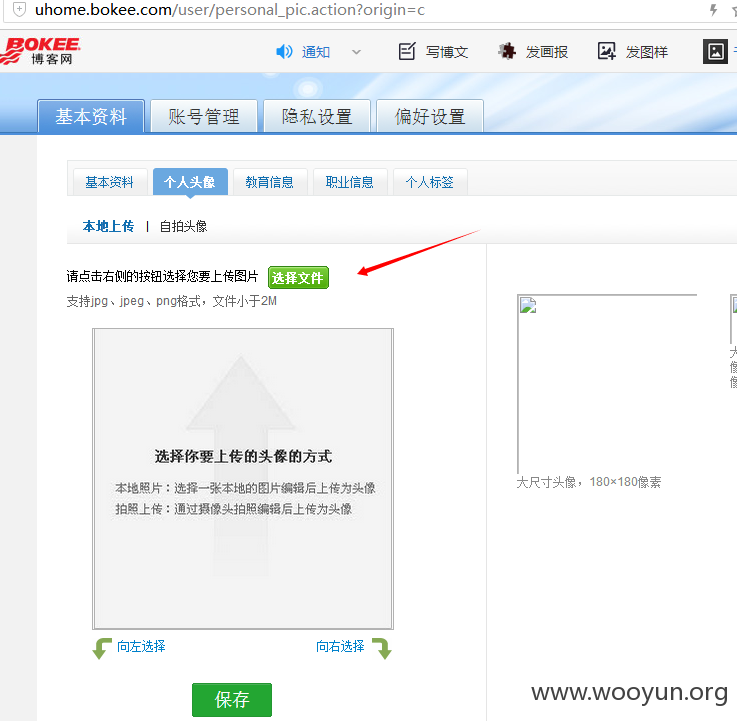 uhome.bokee.com/user/personal_pic.action?origin=c
BOKEE 博客网 通知 写博文 发画报 发图样
基本资料 账号管理 隐私设置 偏好设置
基本资料 个人头像 教育信息 职业信息 个人标签
本地上传 | 自拍头像
请点击右侧的按钮选择您要上传图片 选择文件
支持jpg、jpeg、png格式，文件小于2M
选择你要上传的头像的方式
本地照片：选择一张本地的图片编辑后上传为头像
拍照上传：通过摄像头拍照编辑后上传为头像
大尺寸头像，180×180像素
向左选择 向右选择
保存
www.wooyun.org